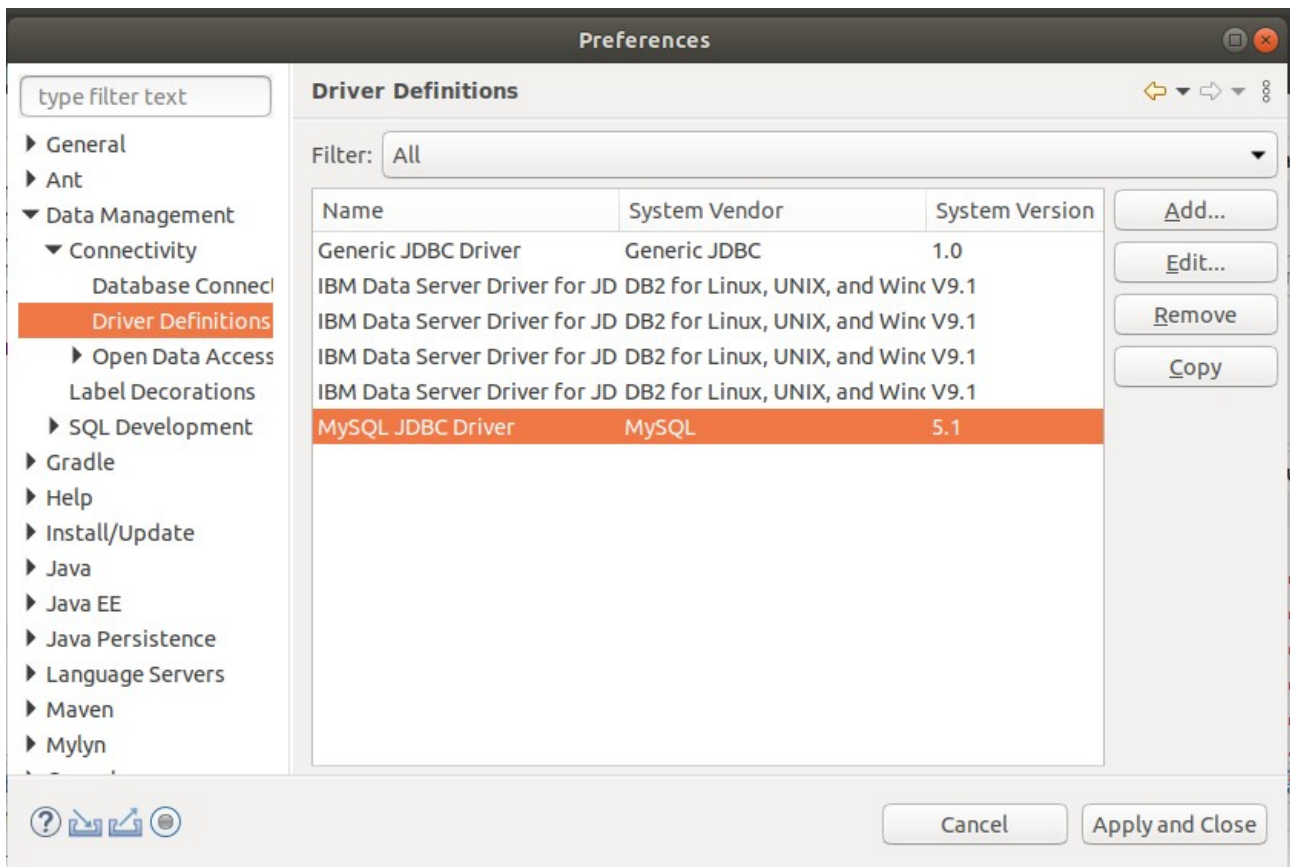 Preferences
type filter text
General
Ant
Data Management
Connectivity
Database Connect
Driver Definitions
Open Data Access
Label Decorations
SQL Development
Gradle
Help
Install/Update
Java
Java EE
Java Persistence
Language Servers
Maven
Mylyn
Driver Definitions
Filter: All
Name System Vendor System Version
Generic JDBC Driver Generic JDBC 1.0
IBM Data Server Driver for JD DB2 for Linux, UNIX, and Winc V9.1
IBM Data Server Driver for JD DB2 for Linux, UNIX, and Winc V9.1
IBM Data Server Driver for JD DB2 for Linux, UNIX, and Winc V9.1
IBM Data Server Driver for JD DB2 for Linux, UNIX, and Winc V9.1
MySQL JDBC Driver MySQL 5.1
Add...
Edit...
Remove
Copy
?
Cancel Apply and Close